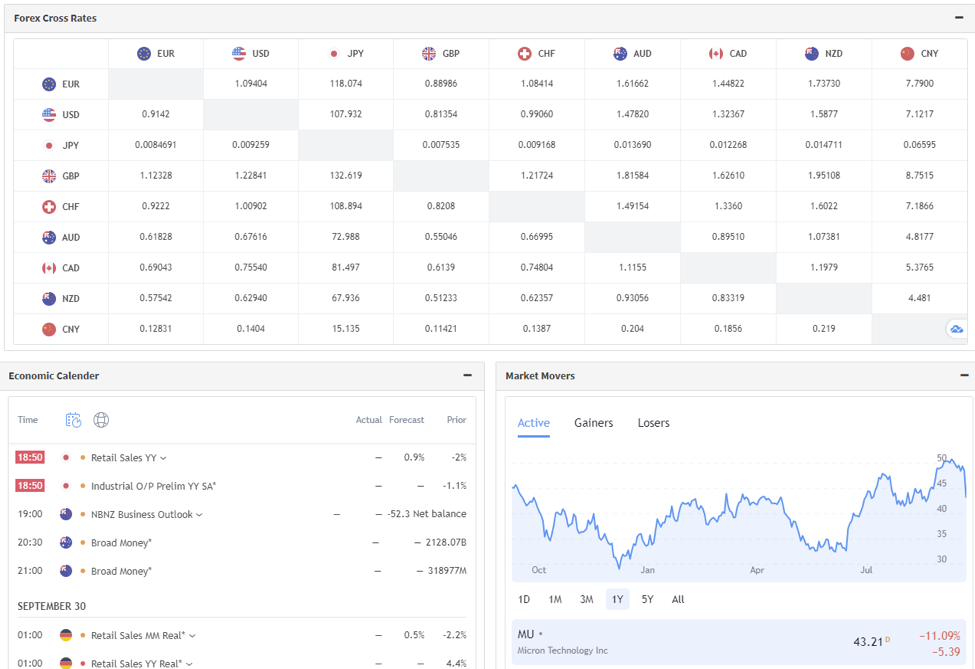 Forex Cross Rates
EUR USD JPY GBP CHF AUD CAD NZD CNY
EUR 1.09404 118.074 0.88986 1.08414 1.61662 1.44822 1.73730 7.7900
USD 0.9142 107.932 0.81354 0.99060 1.47820 1.32367 1.5877 7.1217
JPY 0.0084691 0.009259 0.007535 0.009168 0.013690 0.012268 0.014711 0.06595
GBP 1.12328 1.22841 132.619 1.21724 1.81584 1.62610 1.95108 8.7515
CHF 0.9222 1.00902 108.894 0.8208 1.49154 1.3360 1.6022 7.1866
AUD 0.61828 0.67616 72.988 0.55046 0.66995 0.89510 1.07381 4.8177
CAD 0.69043 0.75540 81.497 0.6139 0.74804 1.1155 1.1979 5.3765
NZD 0.57542 0.62940 67.936 0.51233 0.62357 0.93056 0.83319 4.481
CNY 0.12831 0.1404 15.135 0.11421 0.1387 0.204 0.1856 0.219
Economic Calender
Time Actual Forecast Prior
18:50 Retail Sales YY — 0.9% -2%
18:50 Industrial O/P Prelim YY SA* — — -1.1%
19:00 NBNZ Business Outlook — — -52.3 Net balance
20:30 Broad Money* — — 2128.07B
21:00 Broad Money* — — 318977M
SEPTEMBER 30
01:00 Retail Sales MM Real* — 0.5% -2.2%
01:00 Retail Sales YY Real* — — 4.4%
Market Movers
Active Gainers Losers
50
45
40
35
30
Oct Jan Apr Jul
1D 1M 3M 1Y 5Y All
MU
43.21 D −11.09%
Micron Technology Inc
−5.39